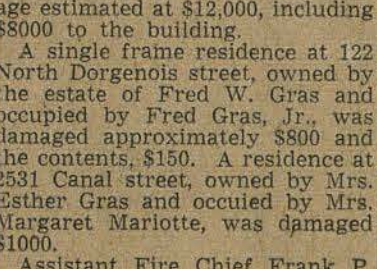 age estimated at $12,000, including
$8000 to the building.
A single frame residence at 122
North Dorgenois street, owned by
the estate of Fred W. Gras and
occupied by Fred Gras, Jr., was
damaged approximately $800 and
the contents, $150. A residence at
2531 Canal street, owned by Mrs.
Esther Gras and occuied by Mrs.
Margaret Mariotte, was damaged
$1000.
Assistant Fire Chief Frank P.